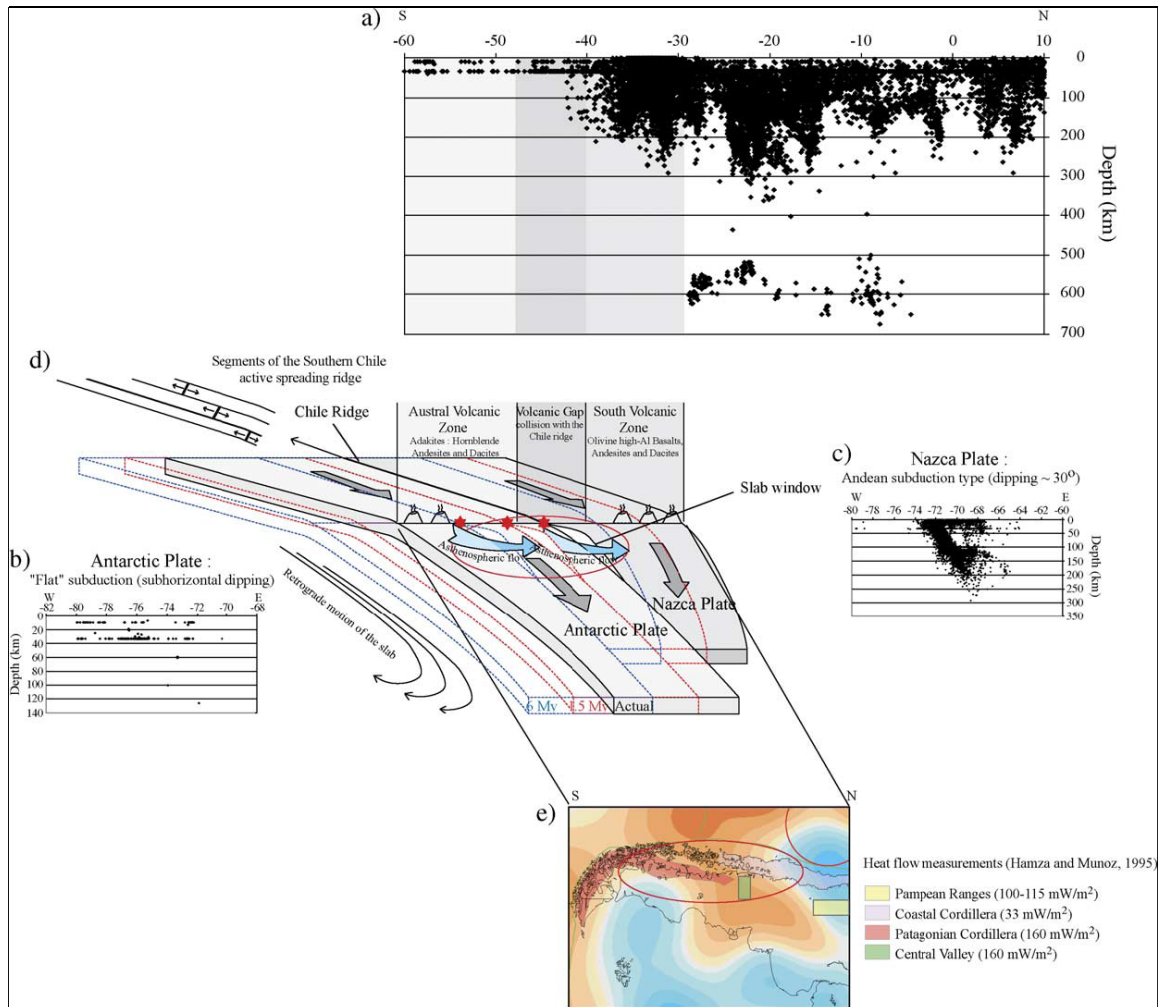 a)
S
N
-60 -50 -40 -30 -20 -10 0 10
0
100
200
300
400
500
600
700
Depth (km)
d)
Segments of the Southern Chile
active spreading ridge
Chile Ridge
Austral Volcanic
Zone
Adakites : Hornblende
Andesites and Dacites
Volcanic Gap
collision with the
Chile ridge
South Volcanic
Zone
Olivine high-Al Basalts,
Andesites and Dacites
Slab window
Asthenospheric flo
Asthenospheric flow
Nazca Plate
Antarctic Plate
Retrograde motion of the slab
6 My
1.5 My
Actual
c)
Nazca Plate :
Andean subduction type (dipping ~ 30°)
W
E
-80 -78 -76 -74 -72 -70 -68 -66 -64 -62 -60
0
50
100
150
200
250
300
350
Depth (km)
b)
Antarctic Plate :
"Flat" subduction (subhorizontal dipping)
W
E
-82 -80 -78 -76 -74 -72 -70 -68
0
20
40
60
80
100
120
140
Depth (km)
e)
S
N
Heat flow measurements (Hamza and Munoz, 1995)
Pampean Ranges (100-115 mW/m²)
Coastal Cordillera (33 mW/m²)
Patagonian Cordillera (160 mW/m²)
Central Valley (160 mW/m²)